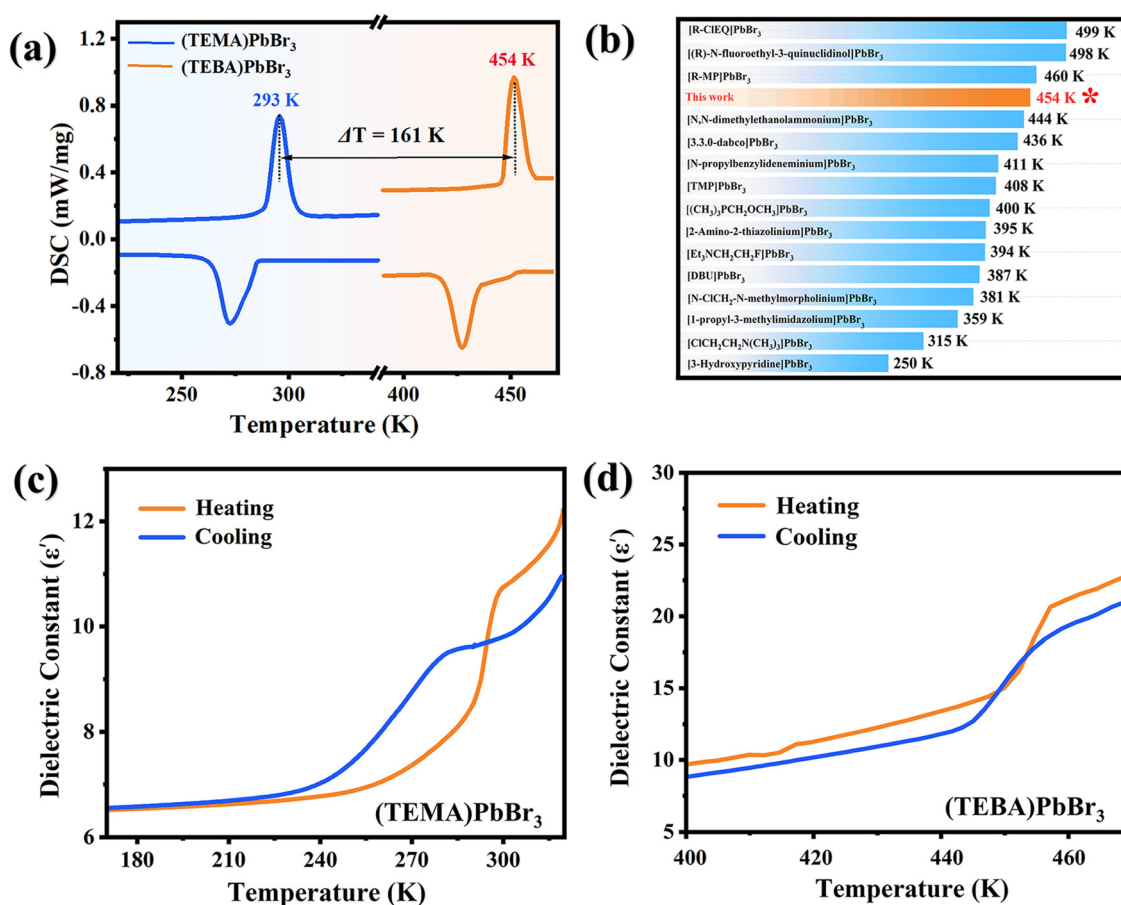 (a)
(TEMA)PbBr₃
(TEBA)PbBr₃
293 K
454 K
ΔT = 161 K
DSC (mW/mg)
1.2
0.8
0.4
0.0
-0.4
-0.8
250 300 400 450
Temperature (K)
(b)
[R-ClEQ]PbBr₃ 499 K
[(R)-N-fluoroethyl-3-quinuclidinol]PbBr₃ 498 K
[R-MP]PbBr₃ 460 K
This work 454 K *
[N,N-dimethylethanolammonium]PbBr₃ 444 K
[3.3.0-dabco]PbBr₃ 436 K
[N-propylbenzylideneminium]PbBr₃ 411 K
[TMP]PbBr₃ 408 K
[(CH₃)₃PCH₂OCH₃]PbBr₃ 400 K
[2-Amino-2-thiazolinium]PbBr₃ 395 K
[Et₃NCH₂CH₂F]PbBr₃ 394 K
[DBU]PbBr₃ 387 K
[N-ClCH₂-N-methylmorpholinium]PbBr₃ 381 K
[1-propyl-3-methylimidazolium]PbBr₃ 359 K
[ClCH₂CH₂N(CH₃)₃]PbBr₃ 315 K
[3-Hydroxypyridine]PbBr₃ 250 K
(c)
Heating
Cooling
Dielectric Constant (ε′)
12
10
8
6
(TEMA)PbBr₃
180 210 240 270 300
Temperature (K)
(d)
Heating
Cooling
Dielectric Constant (ε′)
30
25
20
15
10
5
(TEBA)PbBr₃
400 420 440 460
Temperature (K)